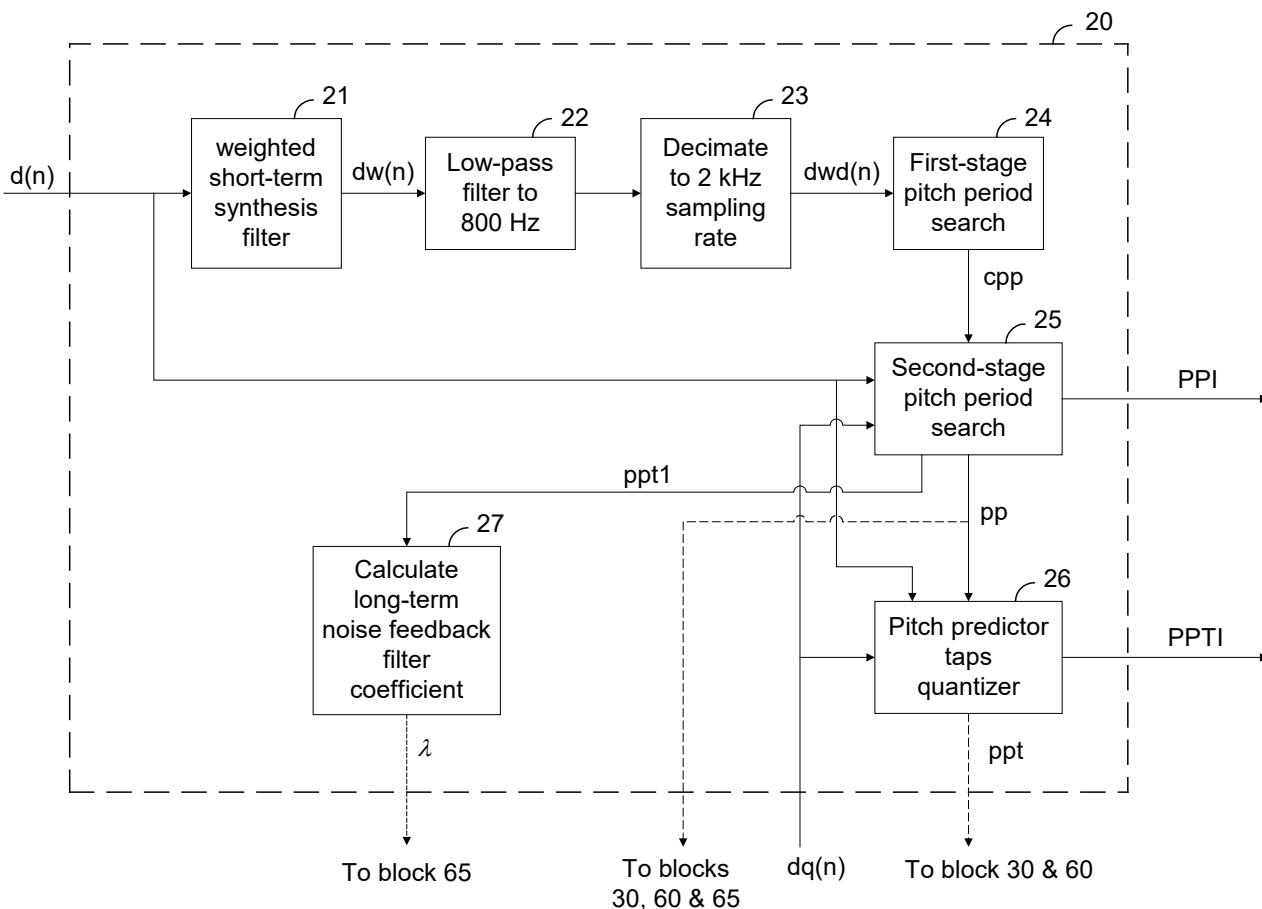 20
21
22
23
24
weighted
short-term
synthesis
filter
Low-pass
filter to
800 Hz
Decimate
to 2 kHz
sampling
rate
First-stage
pitch period
search
d(n)
dw(n)
dwd(n)
cpp
25
Second-stage
pitch period
search
PPI
ppt1
pp
27
Calculate
long-term
noise feedback
filter
coefficient
26
Pitch predictor
taps
quantizer
PPTI
λ
ppt
To block 65
To blocks
30, 60 & 65
dq(n)
To block 30 & 60